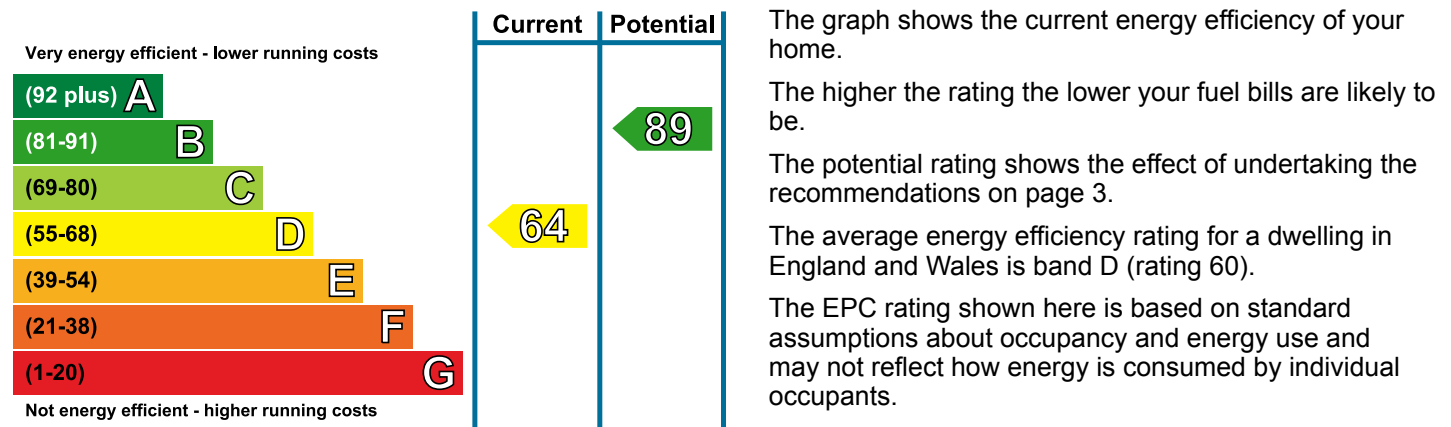 Current Potential
Very energy efficient - lower running costs
(92 plus) A
(81-91) B
89
(69-80) C
(55-68) D
64
(39-54) E
(21-38) F
(1-20) G
Not energy efficient - higher running costs
The graph shows the current energy efficiency of your
home.
The higher the rating the lower your fuel bills are likely to
be.
The potential rating shows the effect of undertaking the
recommendations on page 3.
The average energy efficiency rating for a dwelling in
England and Wales is band D (rating 60).
The EPC rating shown here is based on standard
assumptions about occupancy and energy use and
may not reflect how energy is consumed by individual
occupants.